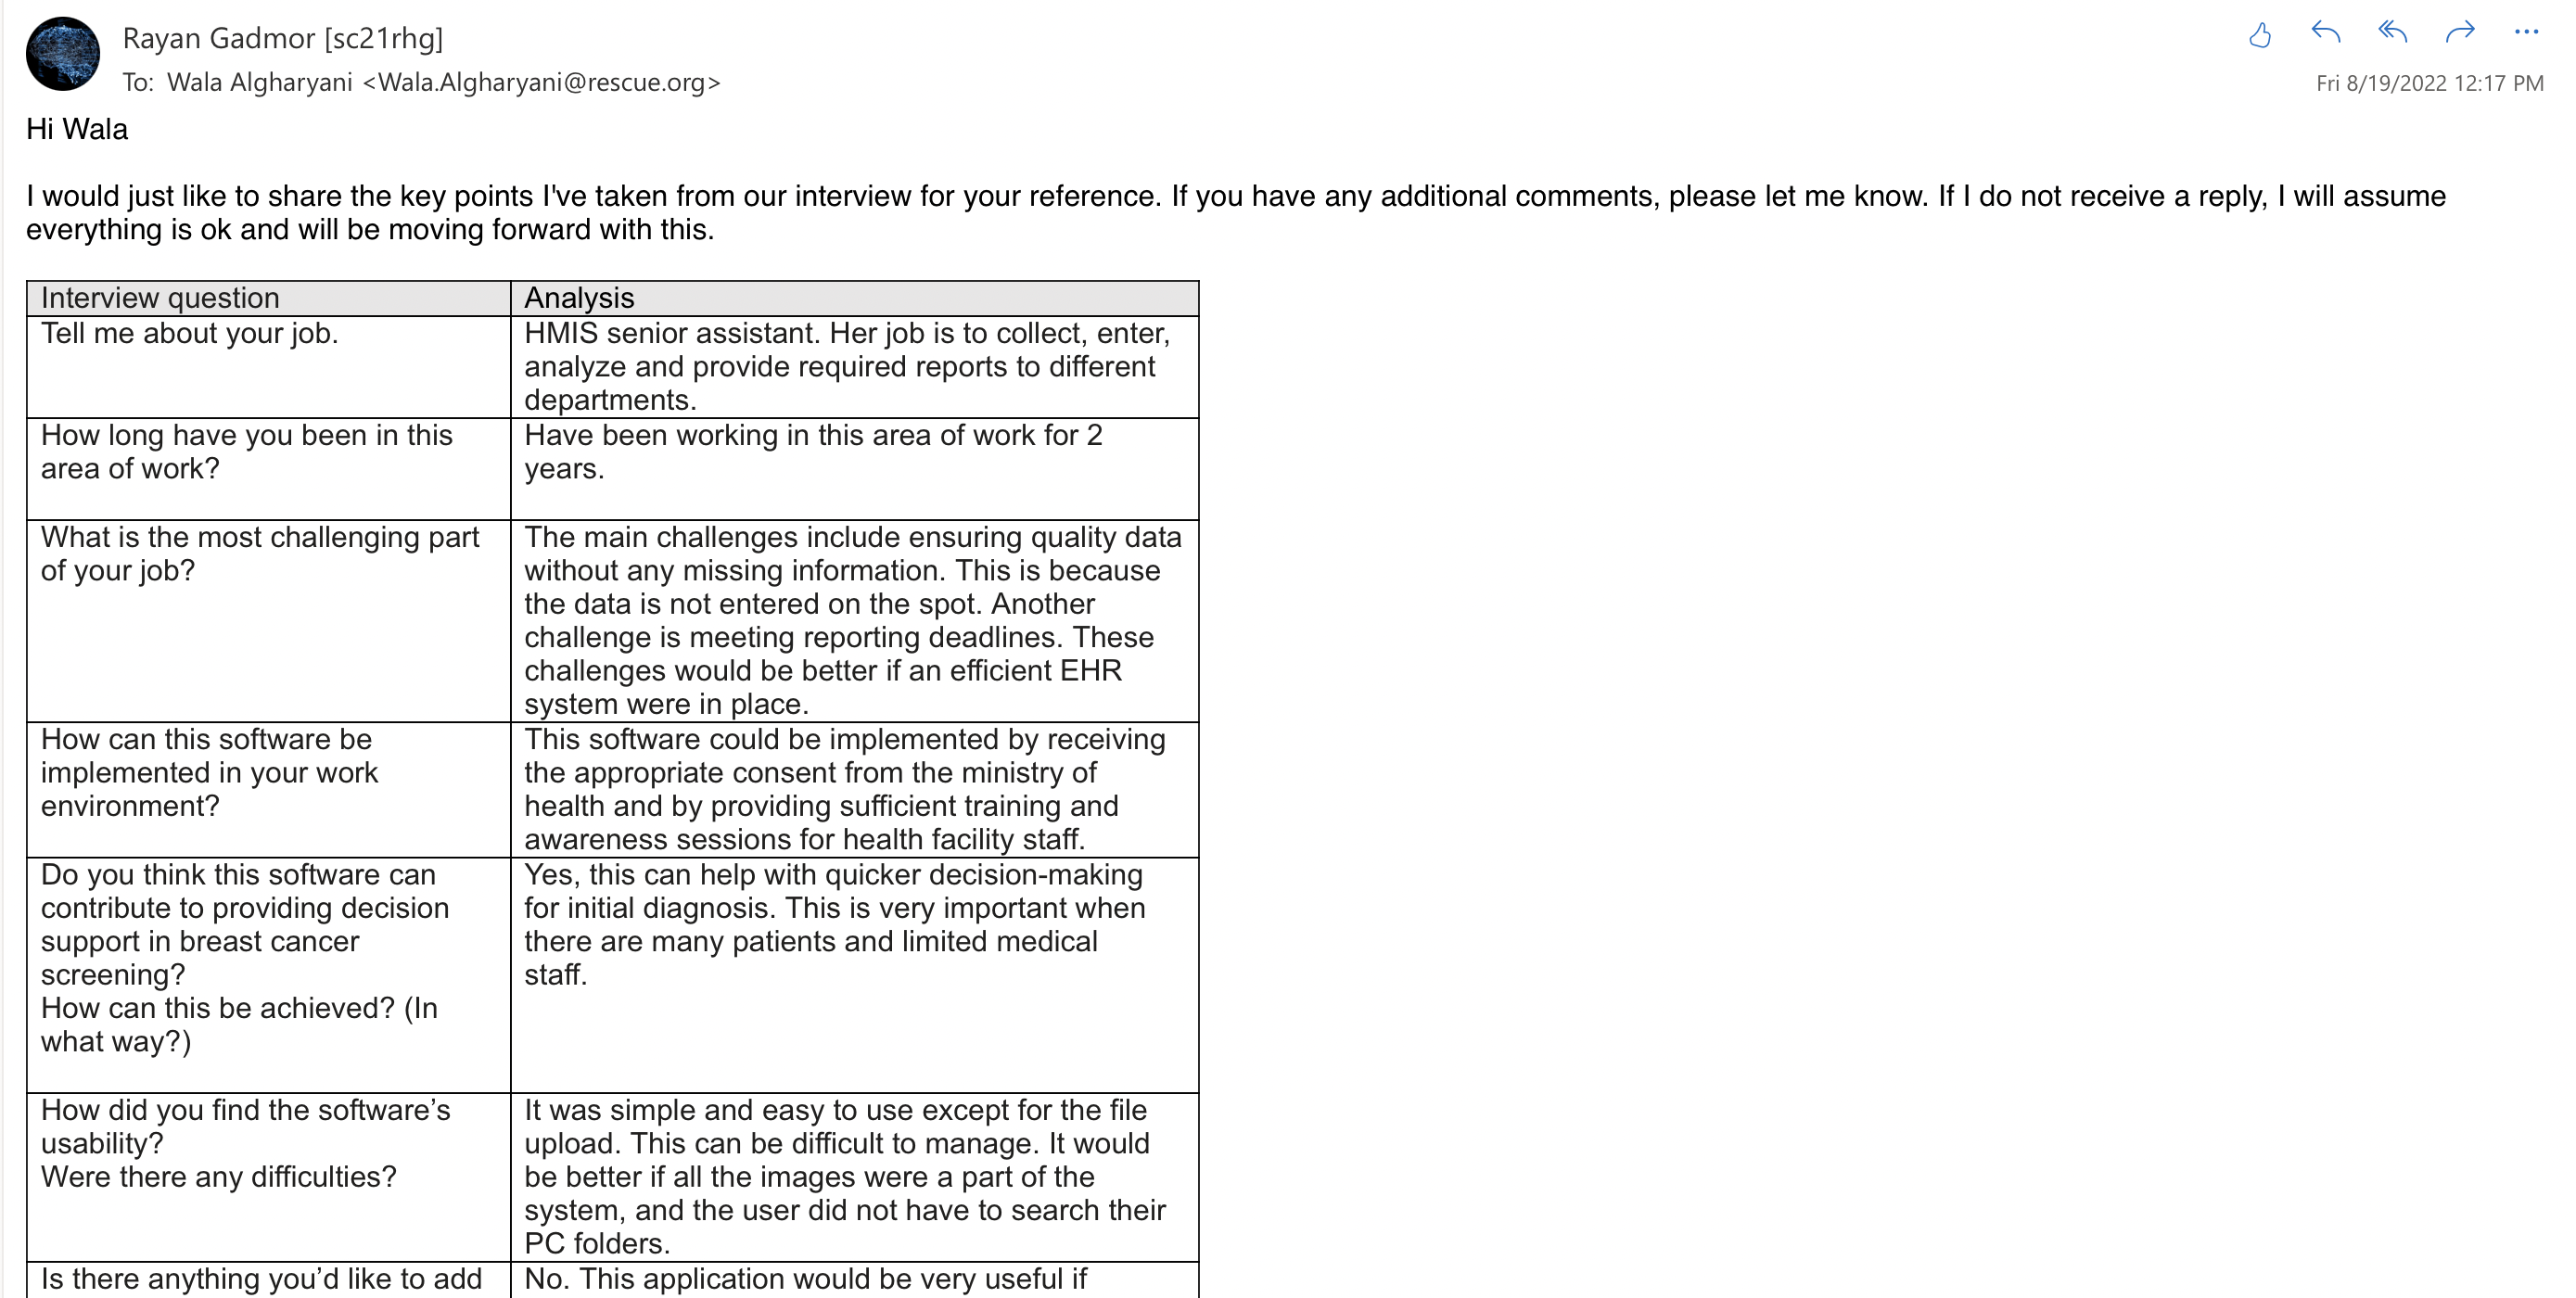 Rayan Gadmor [sc21rhg]
To: Wala Algharyani <Wala.Algharyani@rescue.org>
Fri 8/19/2022 12:17 PM
Hi Wala
I would just like to share the key points I've taken from our interview for your reference. If you have any additional comments, please let me know. If I do not receive a reply, I will assume
everything is ok and will be moving forward with this.
Interview question
Analysis
Tell me about your job.
HMIS senior assistant. Her job is to collect, enter,
analyze and provide required reports to different
departments.
How long have you been in this
area of work?
Have been working in this area of work for 2
years.
What is the most challenging part
of your job?
The main challenges include ensuring quality data
without any missing information. This is because
the data is not entered on the spot. Another
challenge is meeting reporting deadlines. These
challenges would be better if an efficient EHR
system were in place.
How can this software be
implemented in your work
environment?
This software could be implemented by receiving
the appropriate consent from the ministry of
health and by providing sufficient training and
awareness sessions for health facility staff.
Do you think this software can
contribute to providing decision
support in breast cancer
screening?
How can this be achieved? (In
what way?)
Yes, this can help with quicker decision-making
for initial diagnosis. This is very important when
there are many patients and limited medical
staff.
How did you find the software’s
usability?
Were there any difficulties?
It was simple and easy to use except for the file
upload. This can be difficult to manage. It would
be better if all the images were a part of the
system, and the user did not have to search their
PC folders.
Is there anything you’d like to add
No. This application would be very useful if